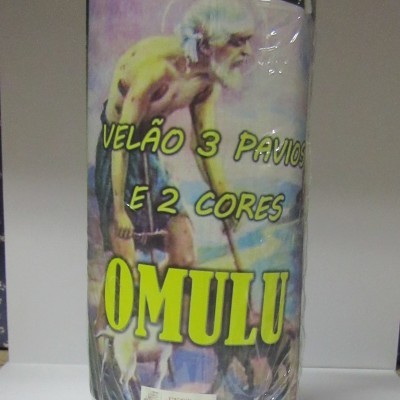 VELÃO 3 PAVIOS
E 2 CORES
OMULU